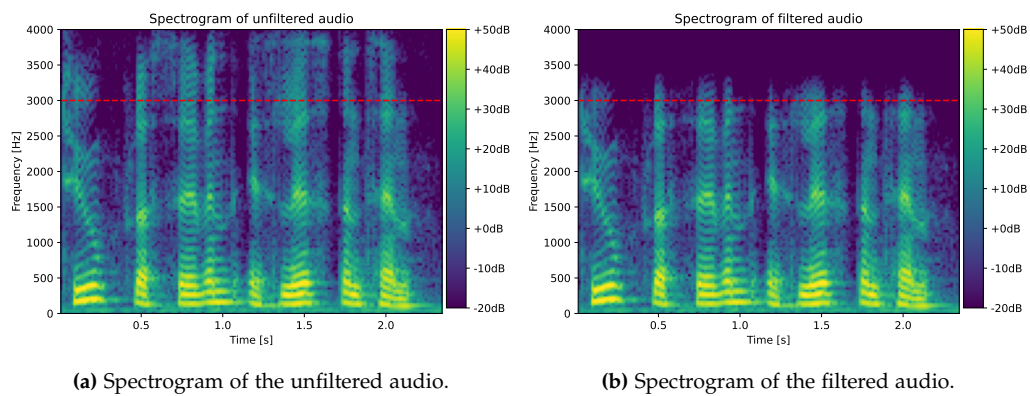 Spectrogram of unfiltered audio
4000
3500
3000
2500
2000
1500
1000
500
0
Frequency [Hz]
0.5 1.0 1.5 2.0
Time [s]
+50dB
+40dB
+30dB
+20dB
+10dB
+0dB
-10dB
-20dB
(a) Spectrogram of the unfiltered audio.
Spectrogram of filtered audio
4000
3500
3000
2500
2000
1500
1000
500
0
Frequency [Hz]
0.5 1.0 1.5 2.0
Time [s]
+50dB
+40dB
+30dB
+20dB
+10dB
+0dB
-10dB
-20dB
(b) Spectrogram of the filtered audio.